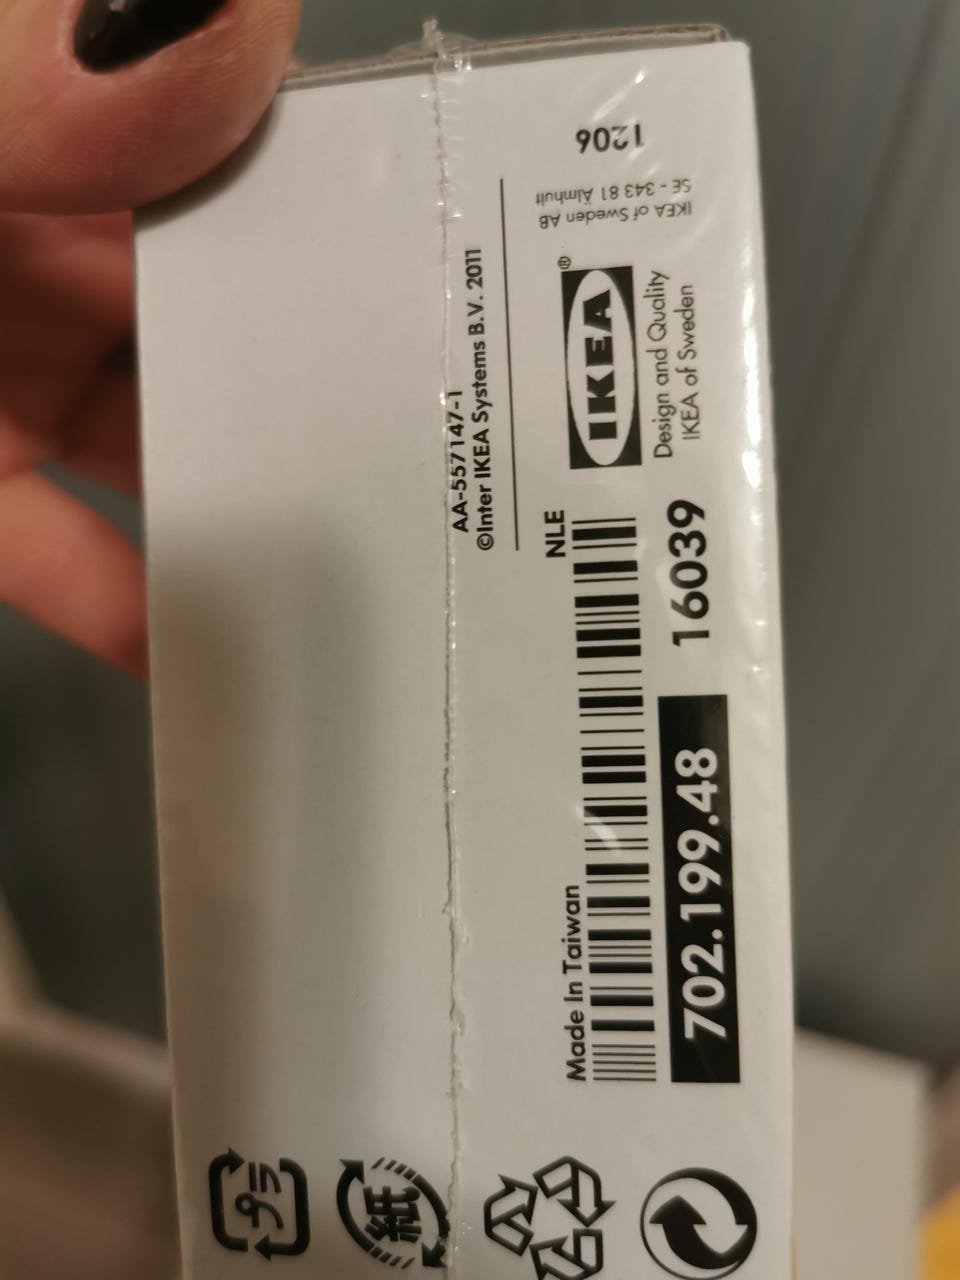 AA-557147-1
©Inter IKEA Systems B.V. 2011
NLE
Made In Taiwan
702.199.48
16039
IKEA®
Design and Quality
IKEA of Sweden
IKEA of Sweden AB
SE - 343 81 Älmhult
1206
プラ
紙